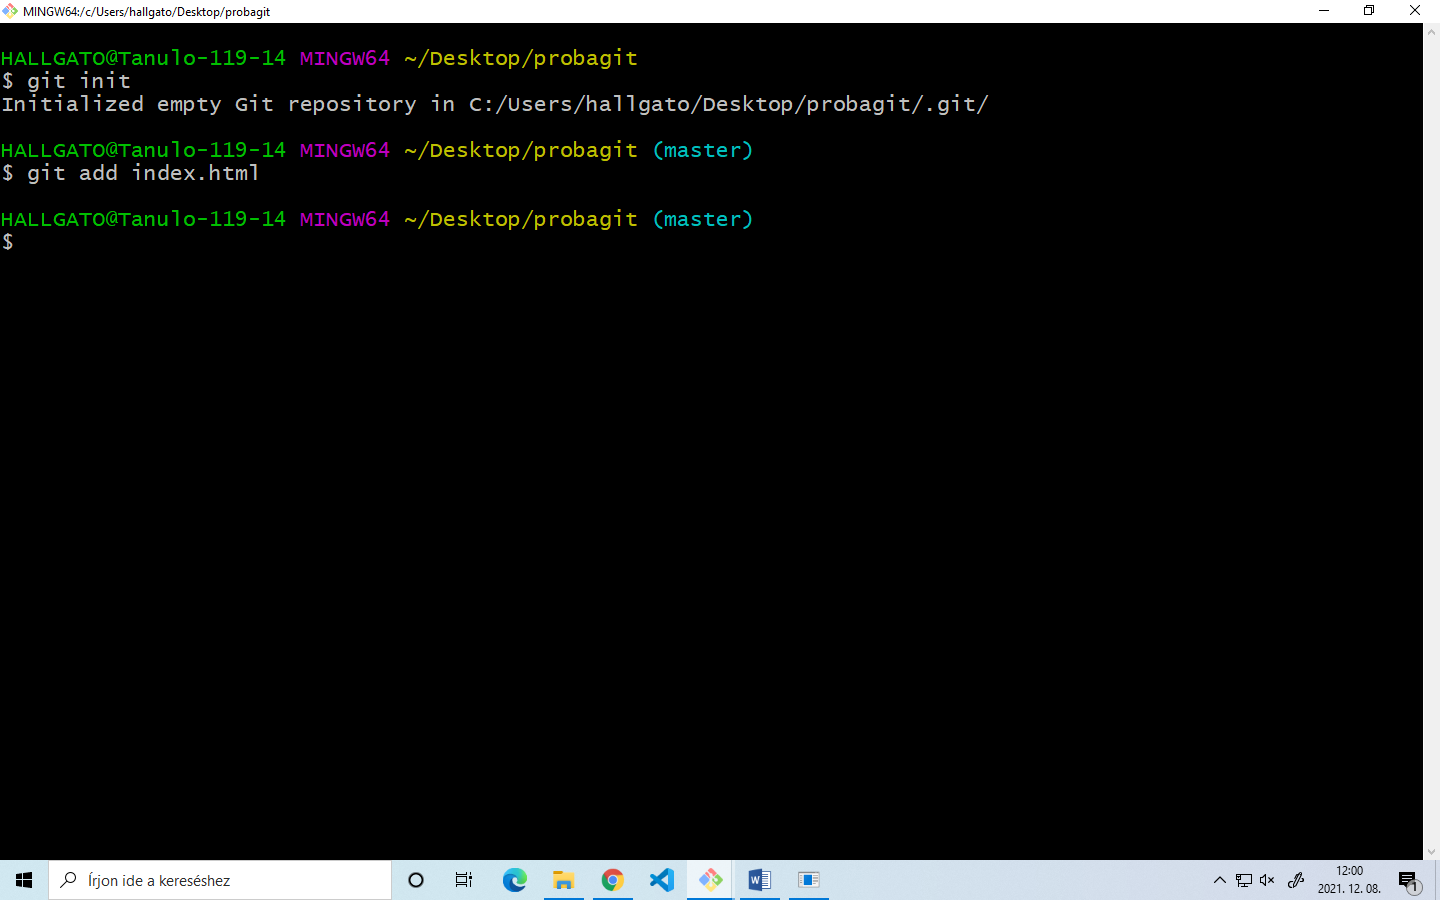 MINGW64:/c/Users/hallgato/Desktop/probagit
HALLGATO@Tanulo-119-14 MINGW64 ~/Desktop/probagit
$ git init
Initialized empty Git repository in C:/Users/hallgato/Desktop/probagit/.git/
HALLGATO@Tanulo-119-14 MINGW64 ~/Desktop/probagit (master)
$ git add index.html
HALLGATO@Tanulo-119-14 MINGW64 ~/Desktop/probagit (master)
$
Írjon ide a kereséshez
12:00
2021. 12. 08.
1